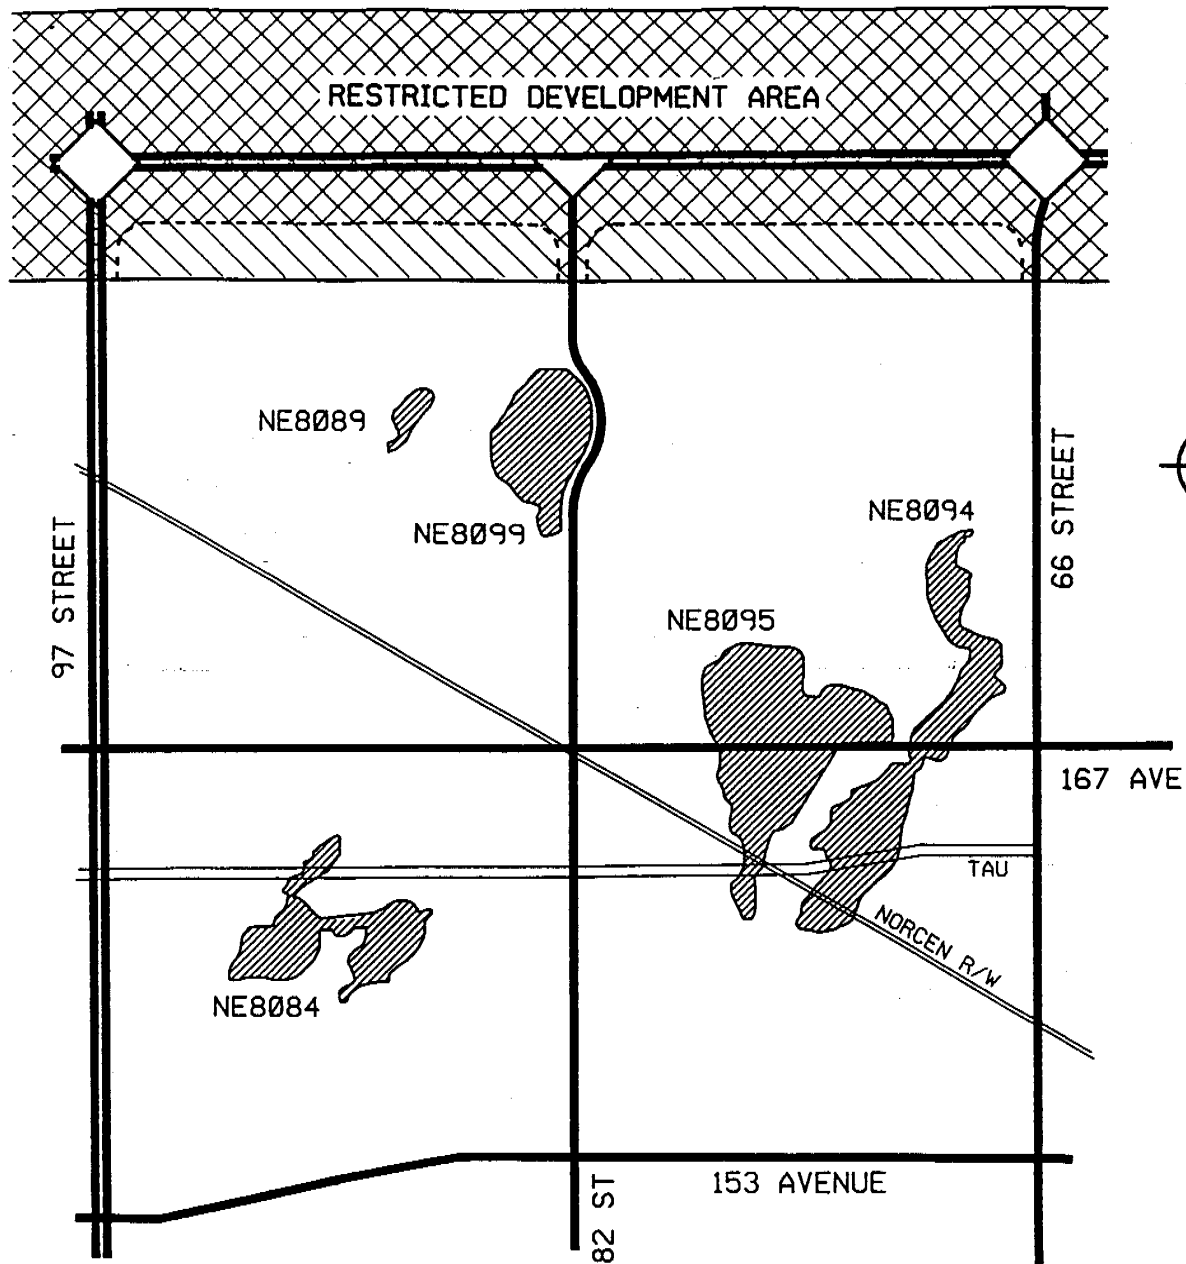 RESTRICTED DEVELOPMENT AREA
NE8089
NE8099
NE8094
97 STREET
66 STREET
NE8095
167 AVE
TAU
NORCEN R/W
NE8084
153 AVENUE
82 ST